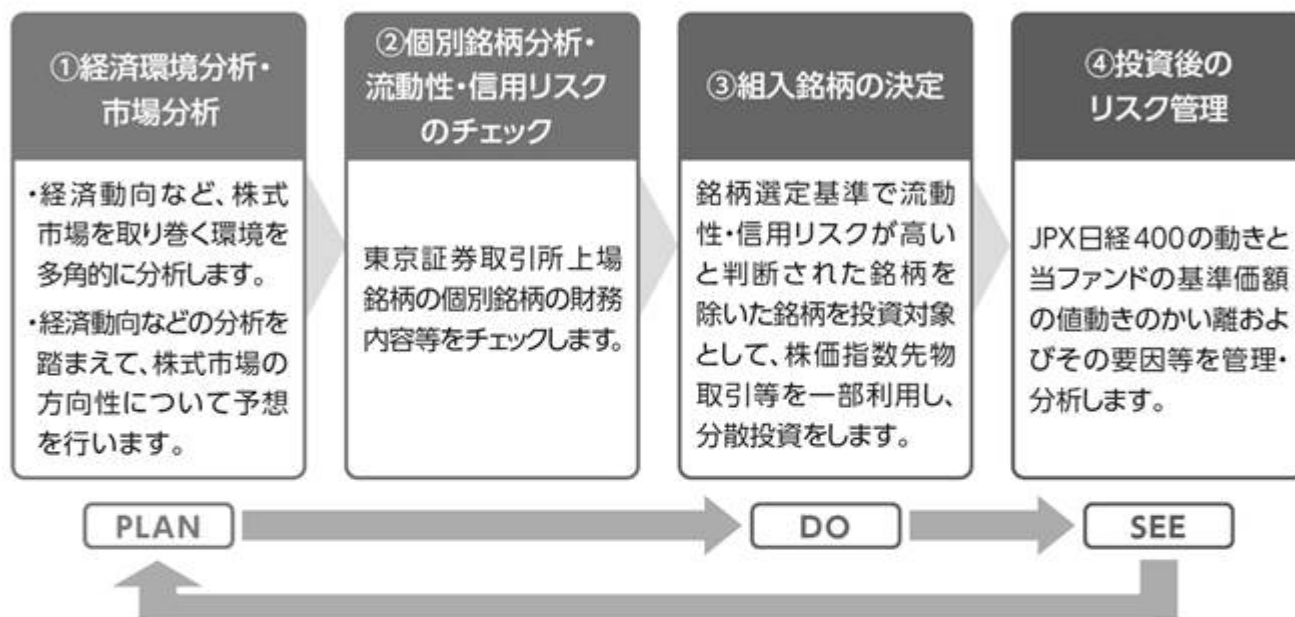 ①経済環境分析・
市場分析
・経済動向など、株式
市場を取り巻く環境を
多角的に分析します。
・経済動向などの分析を
踏まえて、株式市場の
方向性について予想
を行います。
②個別銘柄分析・
流動性・信用リスク
のチェック
東京証券取引所上場
銘柄の個別銘柄の財務
内容等をチェックします。
③組入銘柄の決定
銘柄選定基準で流動
性・信用リスクが高い
と判断された銘柄を
除いた銘柄を投資対象
として、株価指数先物
取引等を一部利用し、
分散投資をします。
④投資後の
リスク管理
JPX日経400の動きと
当ファンドの基準価額
の値動きのかい離およ
びその要因等を管理・
分析します。
PLAN
DO
SEE